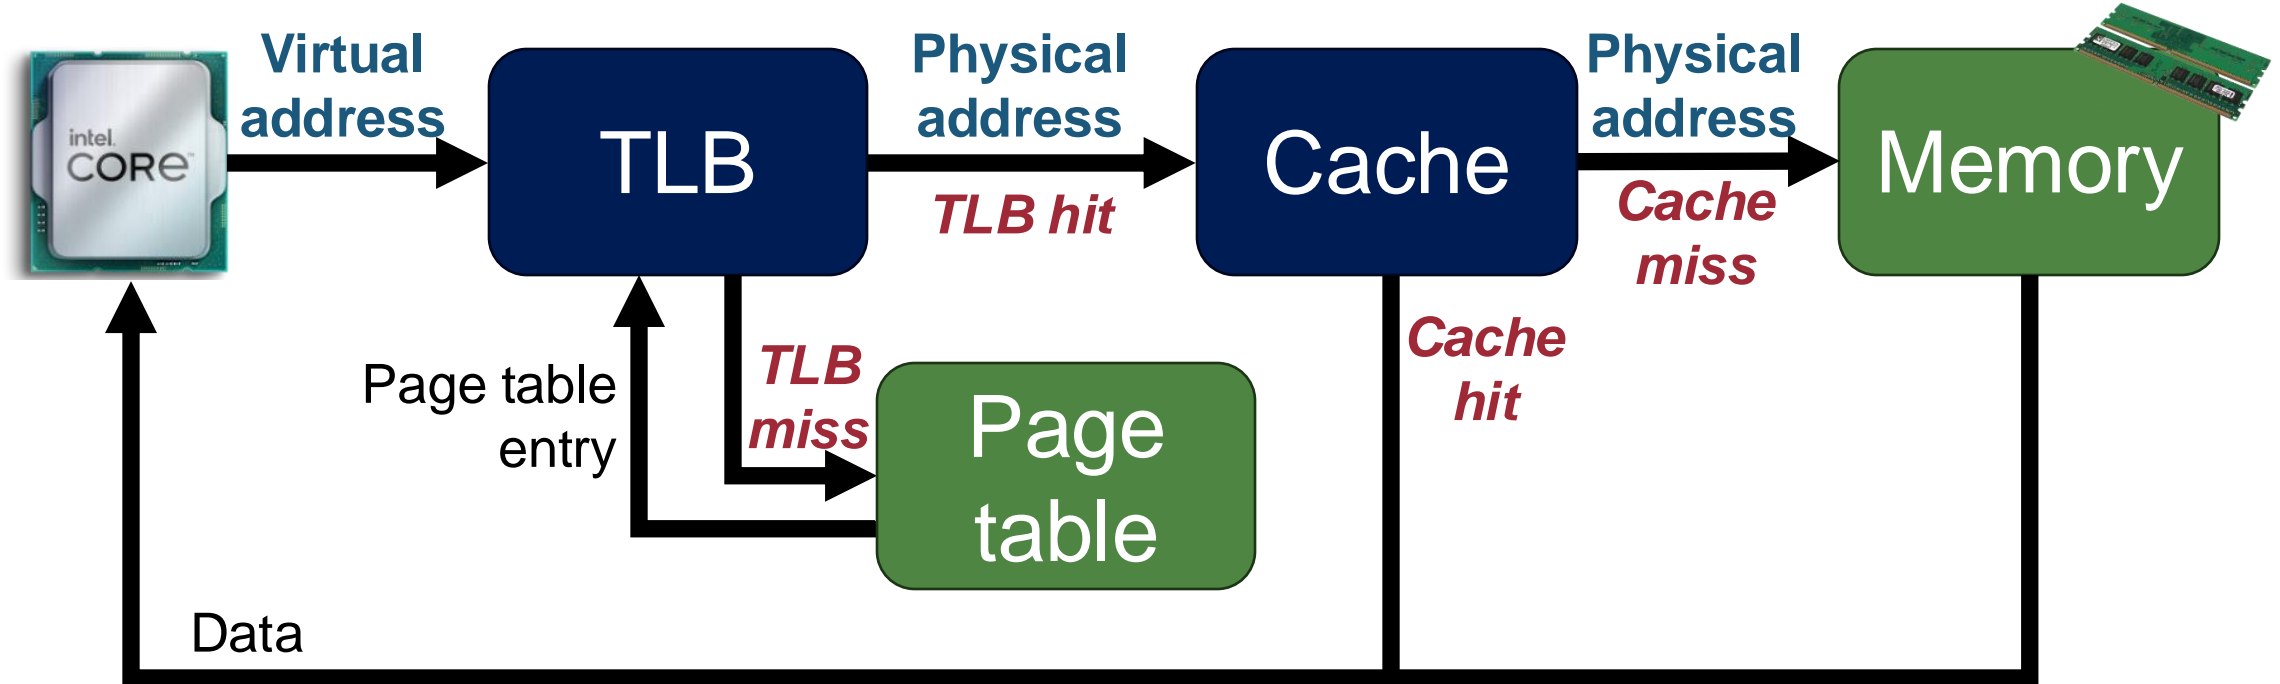 Virtual
address
Physical
address
Physical
address
intel.
CORE™
TLB
Cache
Memory
TLB hit
Cache
miss
Page table
entry
TLB
miss
Cache
hit
Page
table
Data